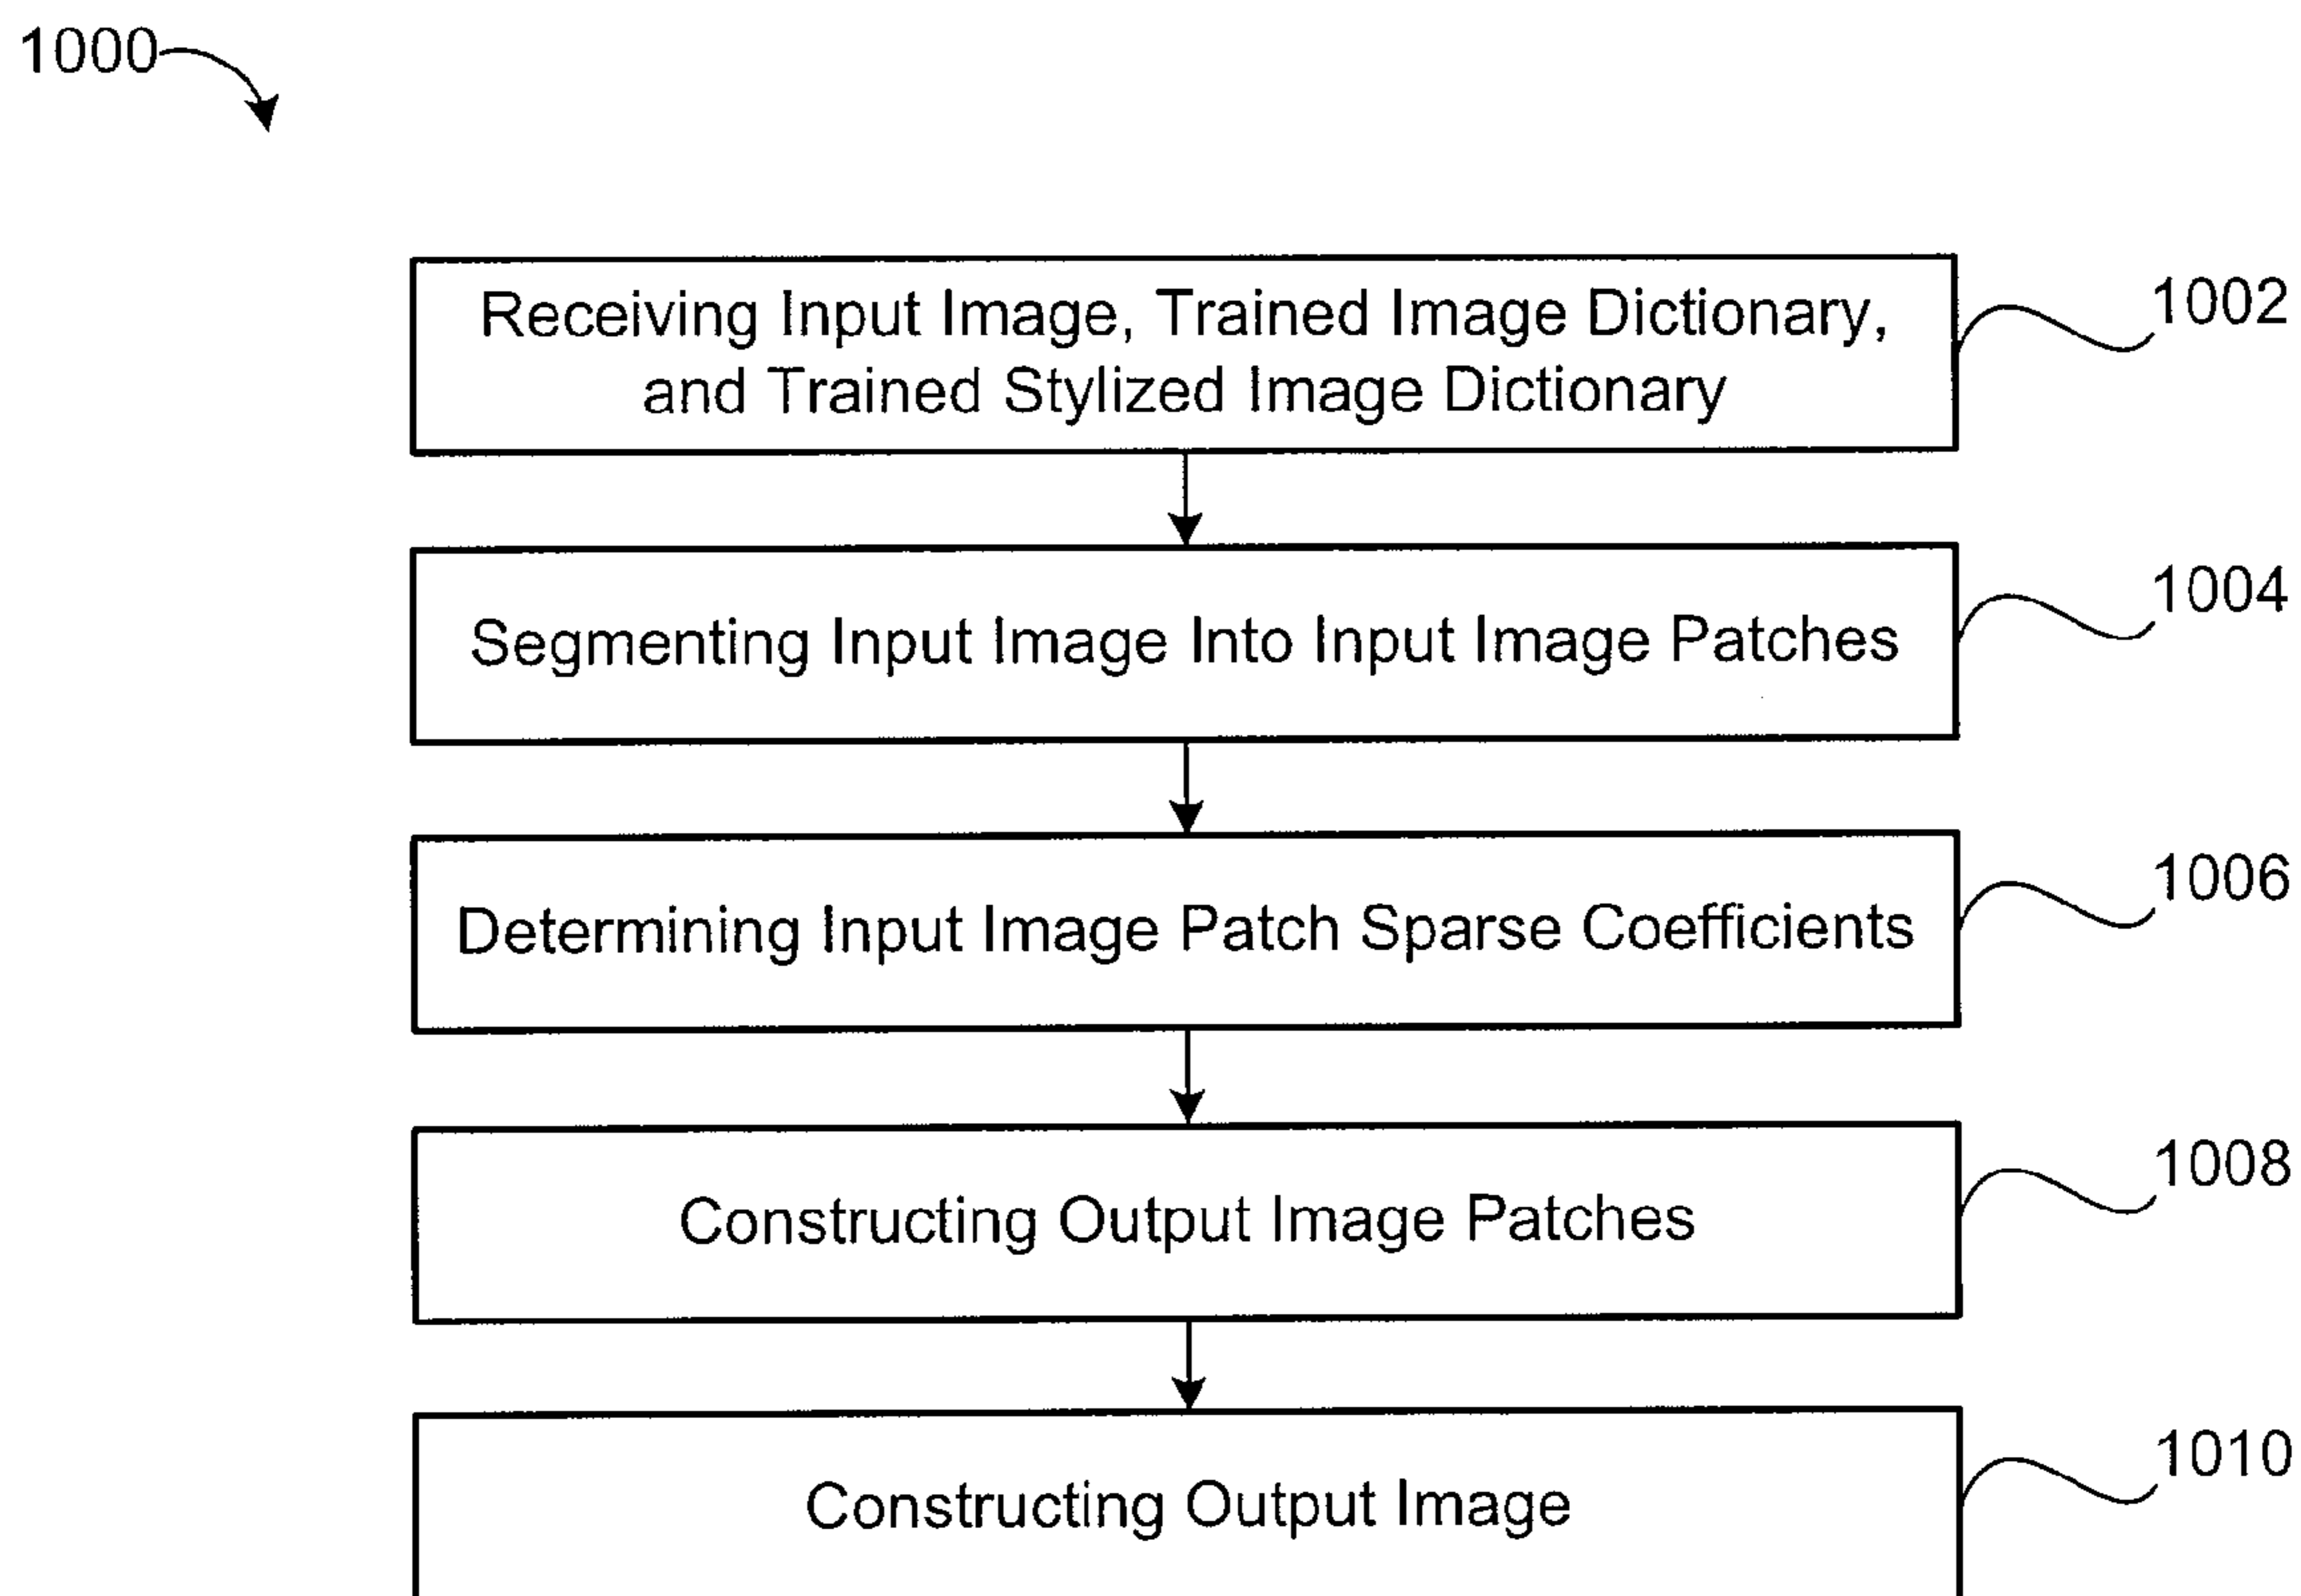 1000
Receiving Input Image, Trained Image Dictionary,
and Trained Stylized Image Dictionary
1002
Segmenting Input Image Into Input Image Patches
1004
Determining Input Image Patch Sparse Coefficients
1006
Constructing Output Image Patches
1008
Constructing Output Image
1010